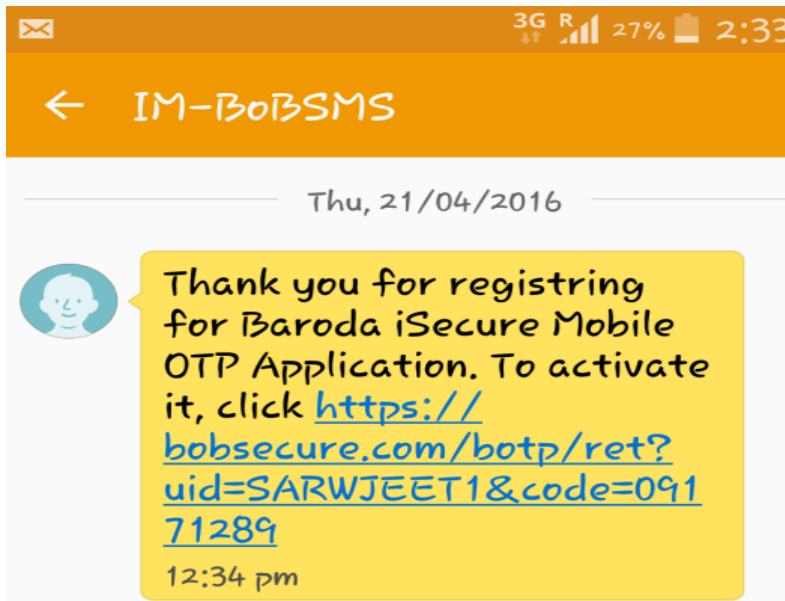 3G R 27% 2:33
IM-BoBSMS
Thu, 21/04/2016
Thank you for registring
for Baroda iSecure Mobile
OTP Application. To activate
it, click https://
bobsecure.com/botp/ret?
uid=SARWJEET1&code=091
71289
12:34 pm